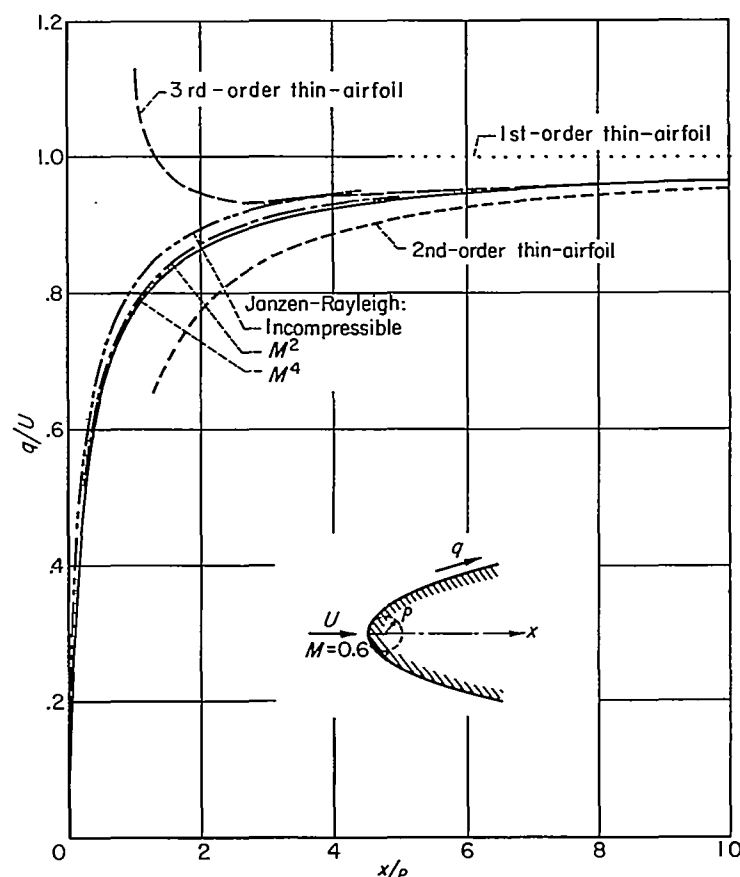 1.2
3rd-order thin-airfoil
1st-order thin-airfoil
1.0
2nd-order thin-airfoil
.8
Janzen-Rayleigh:
Incompressible
M²
M⁴
q/U
.6
.4
q
ρ
U
x
M=0.6
.2
0
2
4
6
8
10
x/ρ